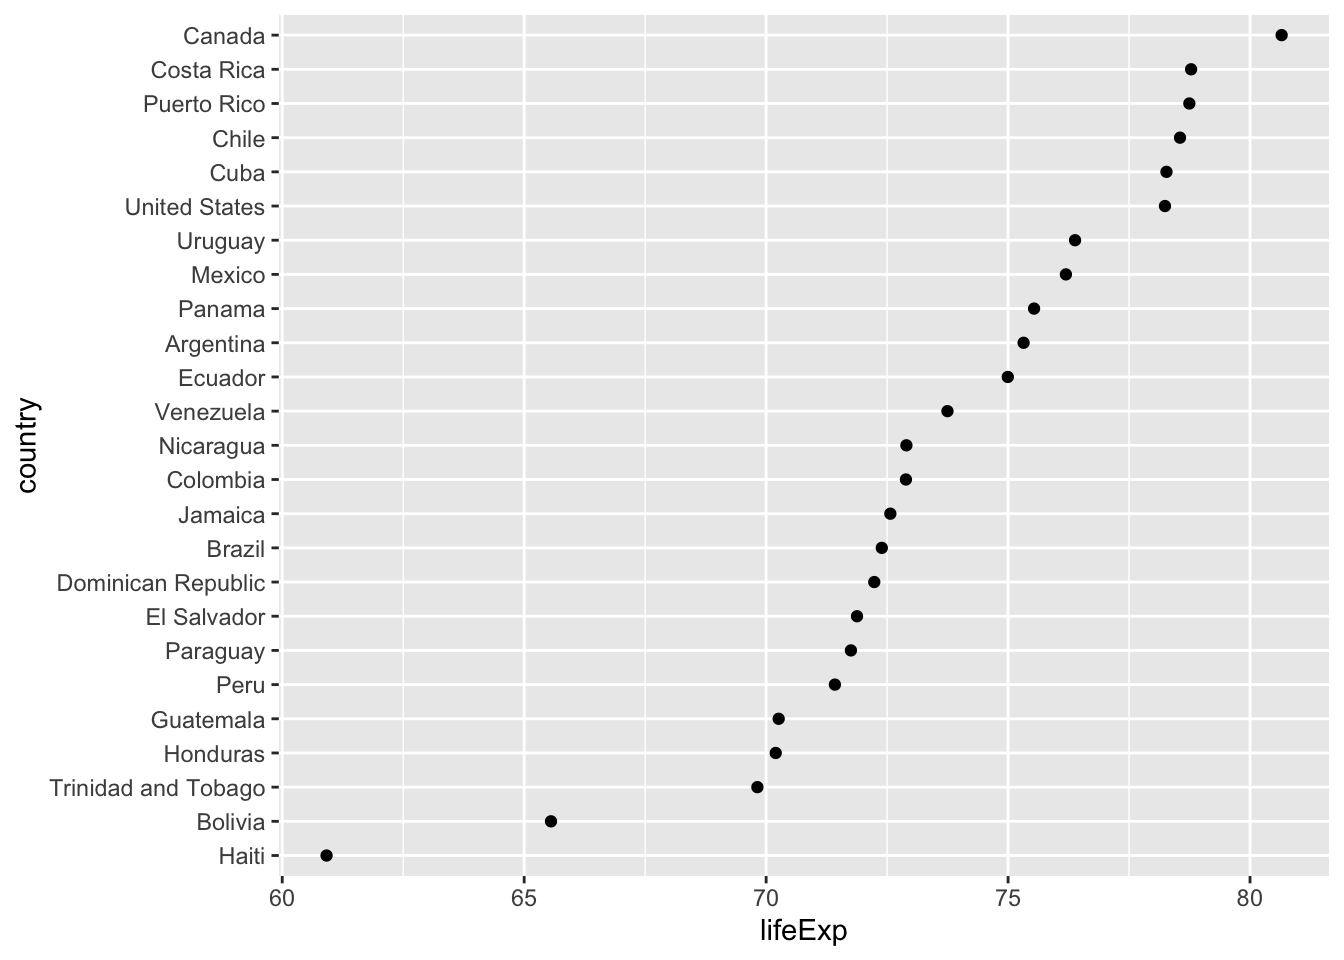 Canada
Costa Rica
Puerto Rico
Chile
Cuba
United States
Uruguay
Mexico
Panama
Argentina
Ecuador
Venezuela
Nicaragua
Colombia
Jamaica
Brazil
Dominican Republic
El Salvador
Paraguay
Peru
Guatemala
Honduras
Trinidad and Tobago
Bolivia
Haiti
country
60 65 70 75 80
lifeExp